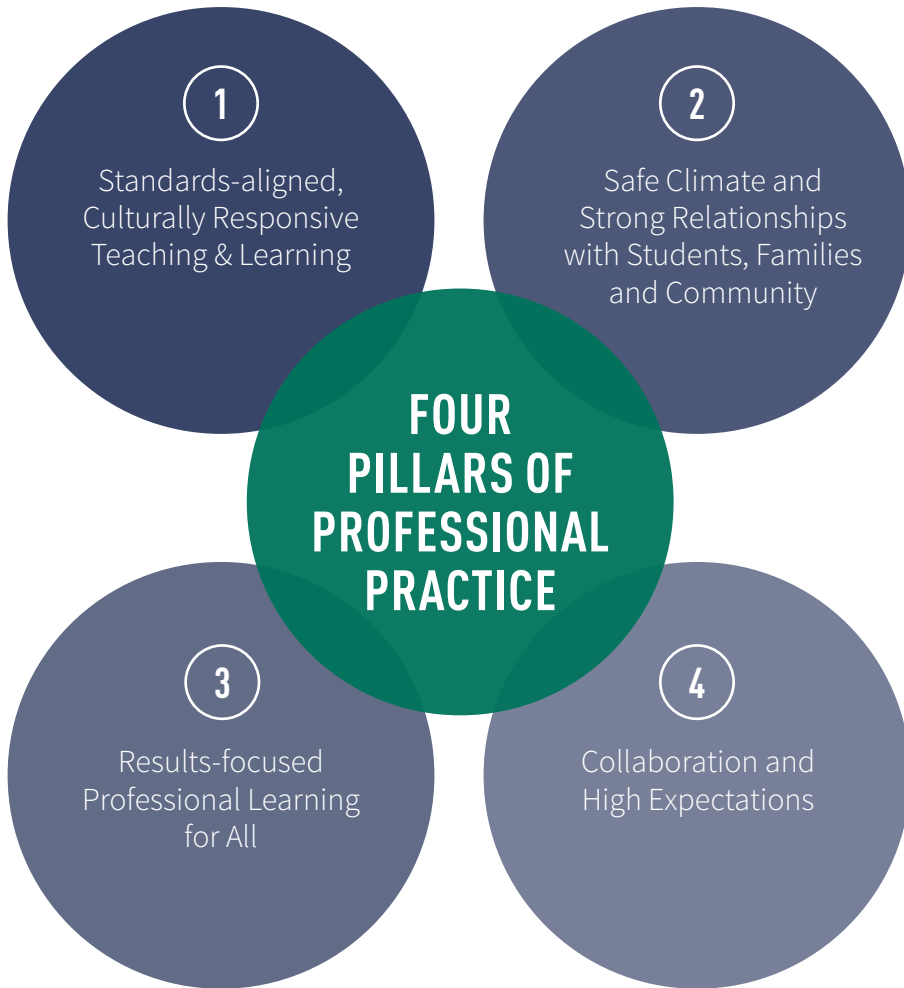 1
Standards-aligned,
Culturally Responsive
Teaching & Learning
2
Safe Climate and
Strong Relationships
with Students, Families
and Community
FOUR
PILLARS OF
PROFESSIONAL
PRACTICE
3
Results-focused
Professional Learning
for All
4
Collaboration and
High Expectations